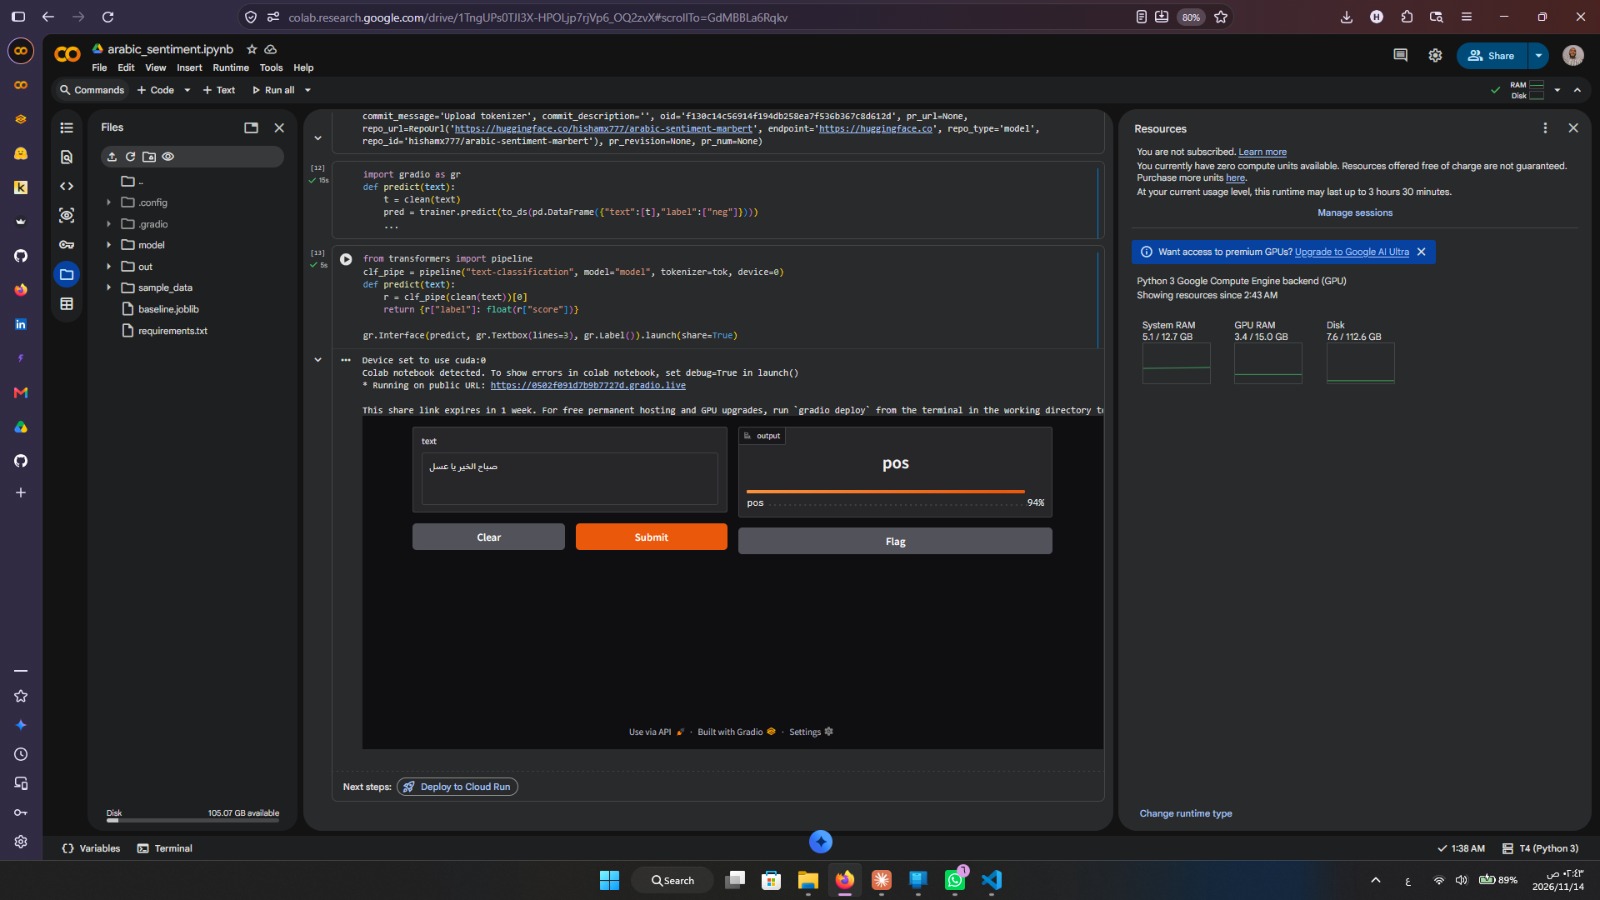 colab.research.google.com/drive/1TngUPs0TJI3X-HPOLjp7rjVp6_OQ2zvX#scrollTo=GdMBBLa6Rqkv
80%
arabic_sentiment.ipynb
File Edit View Insert Runtime Tools Help
Share
Commands + Code + Text Run all
RAM
Disk
Files
..
.config
.gradio
model
out
sample_data
baseline.joblib
requirements.txt
Disk 105.07 GB available
commit_message='Upload tokenizer', commit_description='', oid='f130c14c56914f194db258ea7f536b367c8d612d', pr_url=None,
repo_url=RepoUrl('https://huggingface.co/hishamx777/arabic-sentiment-marbert', endpoint='https://huggingface.co', repo_type='model',
repo_id='hishamx777/arabic-sentiment-marbert'), pr_revision=None, pr_num=None)
[12]
15s
import gradio as gr
def predict(text):
t = clean(text)
pred = trainer.predict(to_ds(pd.DataFrame({"text":[t],"label":["neg"]})))
...
[13]
5s
from transformers import pipeline
clf_pipe = pipeline("text-classification", model="model", tokenizer=tok, device=0)
def predict(text):
r = clf_pipe(clean(text))[0]
return {r["label"]: float(r["score"])}
gr.Interface(predict, gr.Textbox(lines=3), gr.Label()).launch(share=True)
Device set to use cuda:0
Colab notebook detected. To show errors in colab notebook, set debug=True in launch()
* Running on public URL: https://0502f091d7b9b7727d.gradio.live
This share link expires in 1 week. For free permanent hosting and GPU upgrades, run `gradio deploy` from the terminal in the working directory
text
صباح الخير يا عسل
Clear
Submit
output
pos
pos 94%
Flag
Use via API · Built with Gradio · Settings
Next steps: Deploy to Cloud Run
Resources
You are not subscribed. Learn more
You currently have zero compute units available. Resources offered free of charge are not guaranteed.
Purchase more units here.
At your current usage level, this runtime may last up to 3 hours 30 minutes.
Manage sessions
Want access to premium GPUs? Upgrade to Google AI Ultra
Python 3 Google Compute Engine backend (GPU)
Showing resources since 2:43 AM
System RAM
5.1 / 12.7 GB
GPU RAM
3.4 / 15.0 GB
Disk
7.6 / 112.6 GB
Change runtime type
Variables Terminal
1:38 AM T4 (Python 3)
Search
ع
89%
٠٢:٤٣ ص
2026/11/14